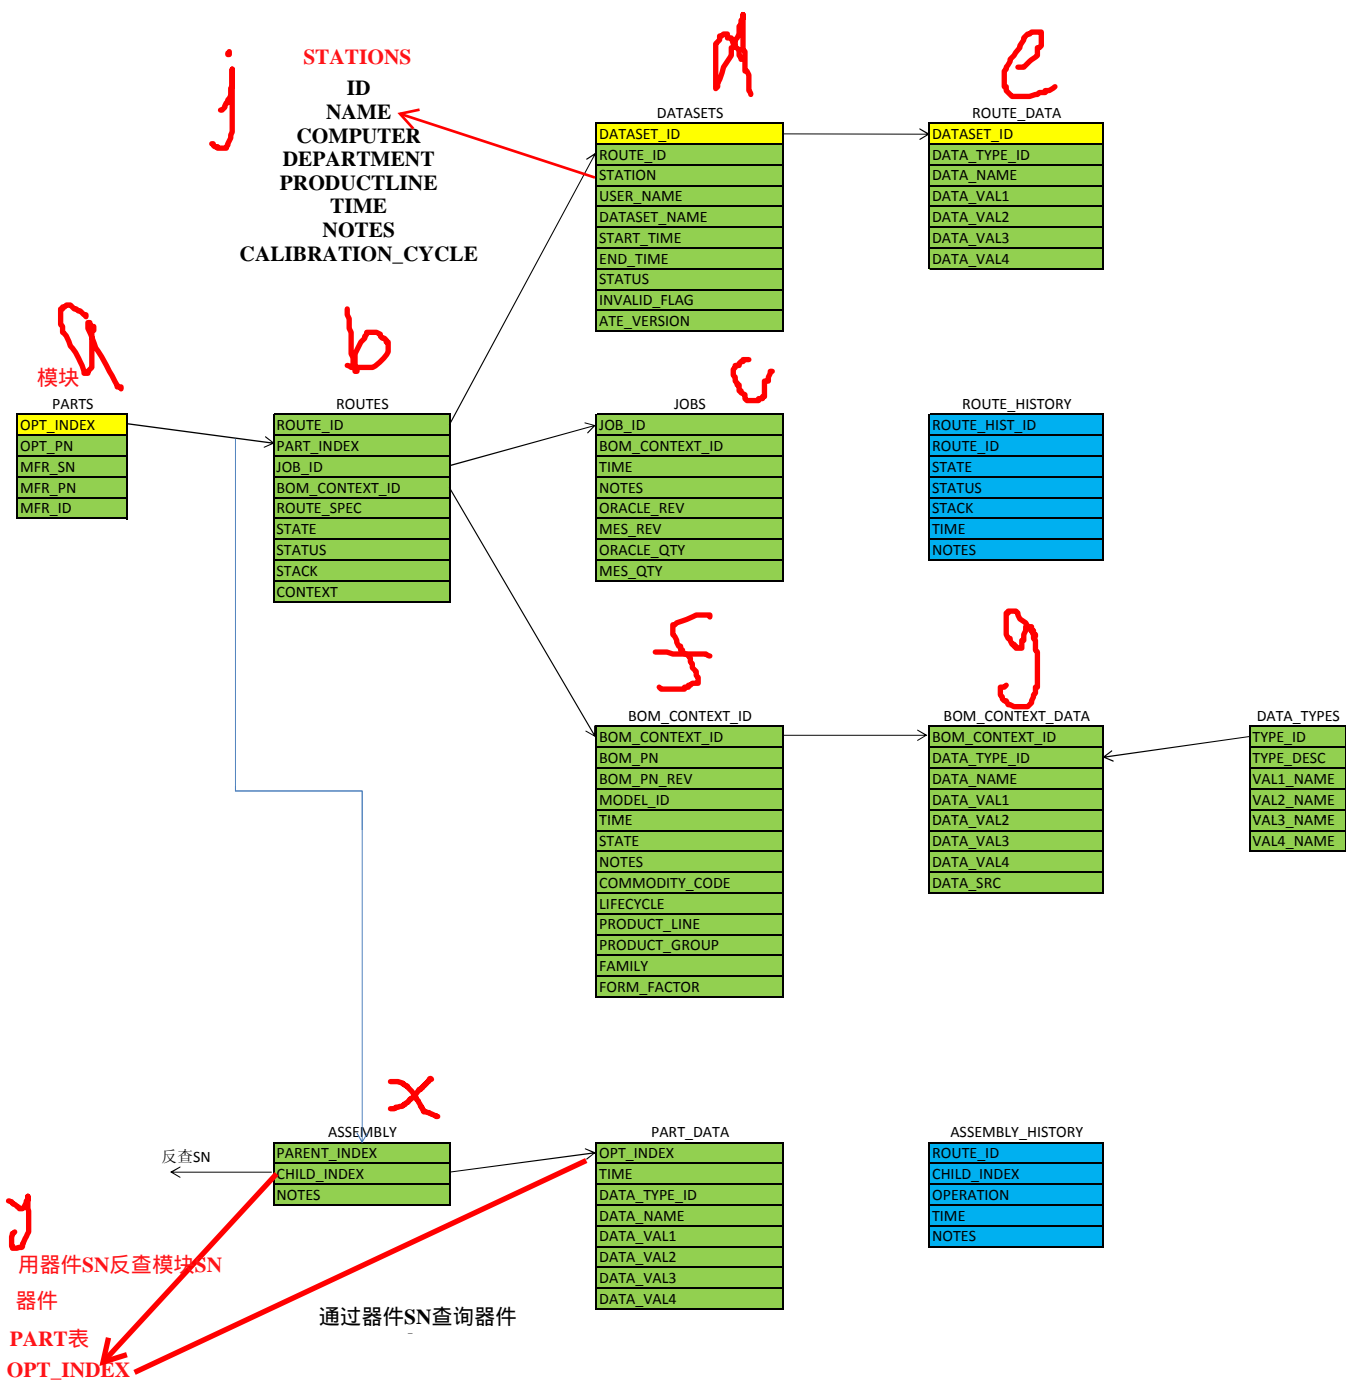 j
STATIONS
ID
NAME
COMPUTER
DEPARTMENT
PRODUCTLINE
TIME
NOTES
CALIBRATION_CYCLE
d
DATASETS
DATASET_ID
ROUTE_ID
STATION
USER_NAME
DATASET_NAME
START_TIME
END_TIME
STATUS
INVALID_FLAG
ATE_VERSION
e
ROUTE_DATA
DATASET_ID
DATA_TYPE_ID
DATA_NAME
DATA_VAL1
DATA_VAL2
DATA_VAL3
DATA_VAL4
a
模块
PARTS
OPT_INDEX
OPT_PN
MFR_SN
MFR_PN
MFR_ID
b
ROUTES
ROUTE_ID
PART_INDEX
JOB_ID
BOM_CONTEXT_ID
ROUTE_SPEC
STATE
STATUS
STACK
CONTEXT
c
JOBS
JOB_ID
BOM_CONTEXT_ID
TIME
NOTES
ORACLE_REV
MES_REV
ORACLE_QTY
MES_QTY
ROUTE_HISTORY
ROUTE_HIST_ID
ROUTE_ID
STATE
STATUS
STACK
TIME
NOTES
f
BOM_CONTEXT_ID
BOM_CONTEXT_ID
BOM_PN
BOM_PN_REV
MODEL_ID
TIME
STATE
NOTES
COMMODITY_CODE
LIFECYCLE
PRODUCT_LINE
PRODUCT_GROUP
FAMILY
FORM_FACTOR
g
BOM_CONTEXT_DATA
BOM_CONTEXT_ID
DATA_TYPE_ID
DATA_NAME
DATA_VAL1
DATA_VAL2
DATA_VAL3
DATA_VAL4
DATA_SRC
DATA_TYPES
TYPE_ID
TYPE_DESC
VAL1_NAME
VAL2_NAME
VAL3_NAME
VAL4_NAME
x
ASSEMBLY
PARENT_INDEX
CHILD_INDEX
NOTES
反查SN
PART_DATA
OPT_INDEX
TIME
DATA_TYPE_ID
DATA_NAME
DATA_VAL1
DATA_VAL2
DATA_VAL3
DATA_VAL4
ASSEMBLY_HISTORY
ROUTE_ID
CHILD_INDEX
OPERATION
TIME
NOTES
y
用器件SN反查模块SN
器件
PART表
OPT_INDEX
通过器件SN查询器件